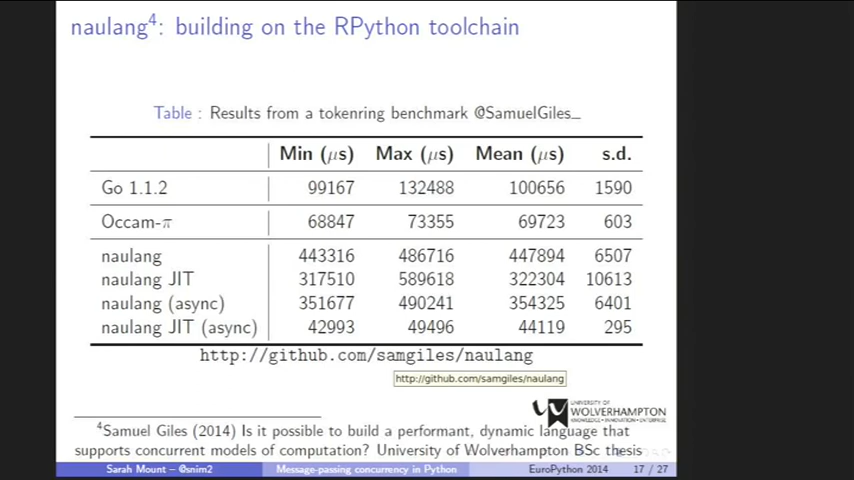 naulang4: building on the RPython toolchain
Table : Results from a tokenring benchmark @SamuelGiles_
Min (μs) Max (μs) Mean (μs) s.d.
Go 1.1.2 99167 132488 100656 1590
Occam-π 68847 73355 69723 603
naulang 443316 486716 447894 6507
naulang JIT 317510 589618 322304 10613
naulang (async) 351677 490241 354325 6401
naulang JIT (async) 42993 49496 44119 295
http://github.com/samgiles/naulang
http://github.com/samgiles/naulang
UNIVERSITY OF
WOLVERHAMPTON
KNOWLEDGE • INNOVATION • ENTERPRISE
4Samuel Giles (2014) Is it possible to build a performant, dynamic language that
supports concurrent models of computation? University of Wolverhampton BSc thesis
Sarah Mount – @snim2 Message-passing concurrency in Python EuroPython 2014 17 / 27